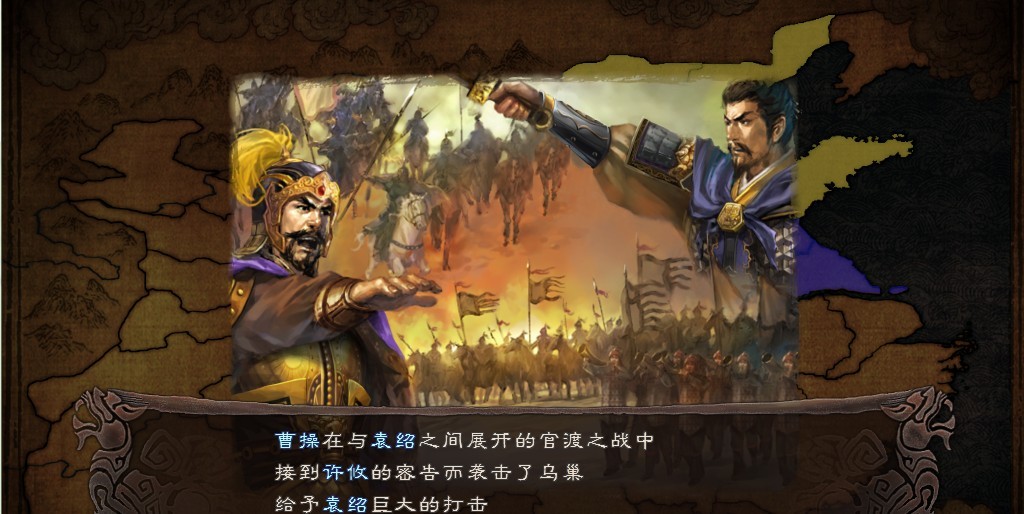 曹操在与袁绍之间展开的官渡之战中
接到许攸的密告而袭击了乌巢
给予袁绍巨大的打击